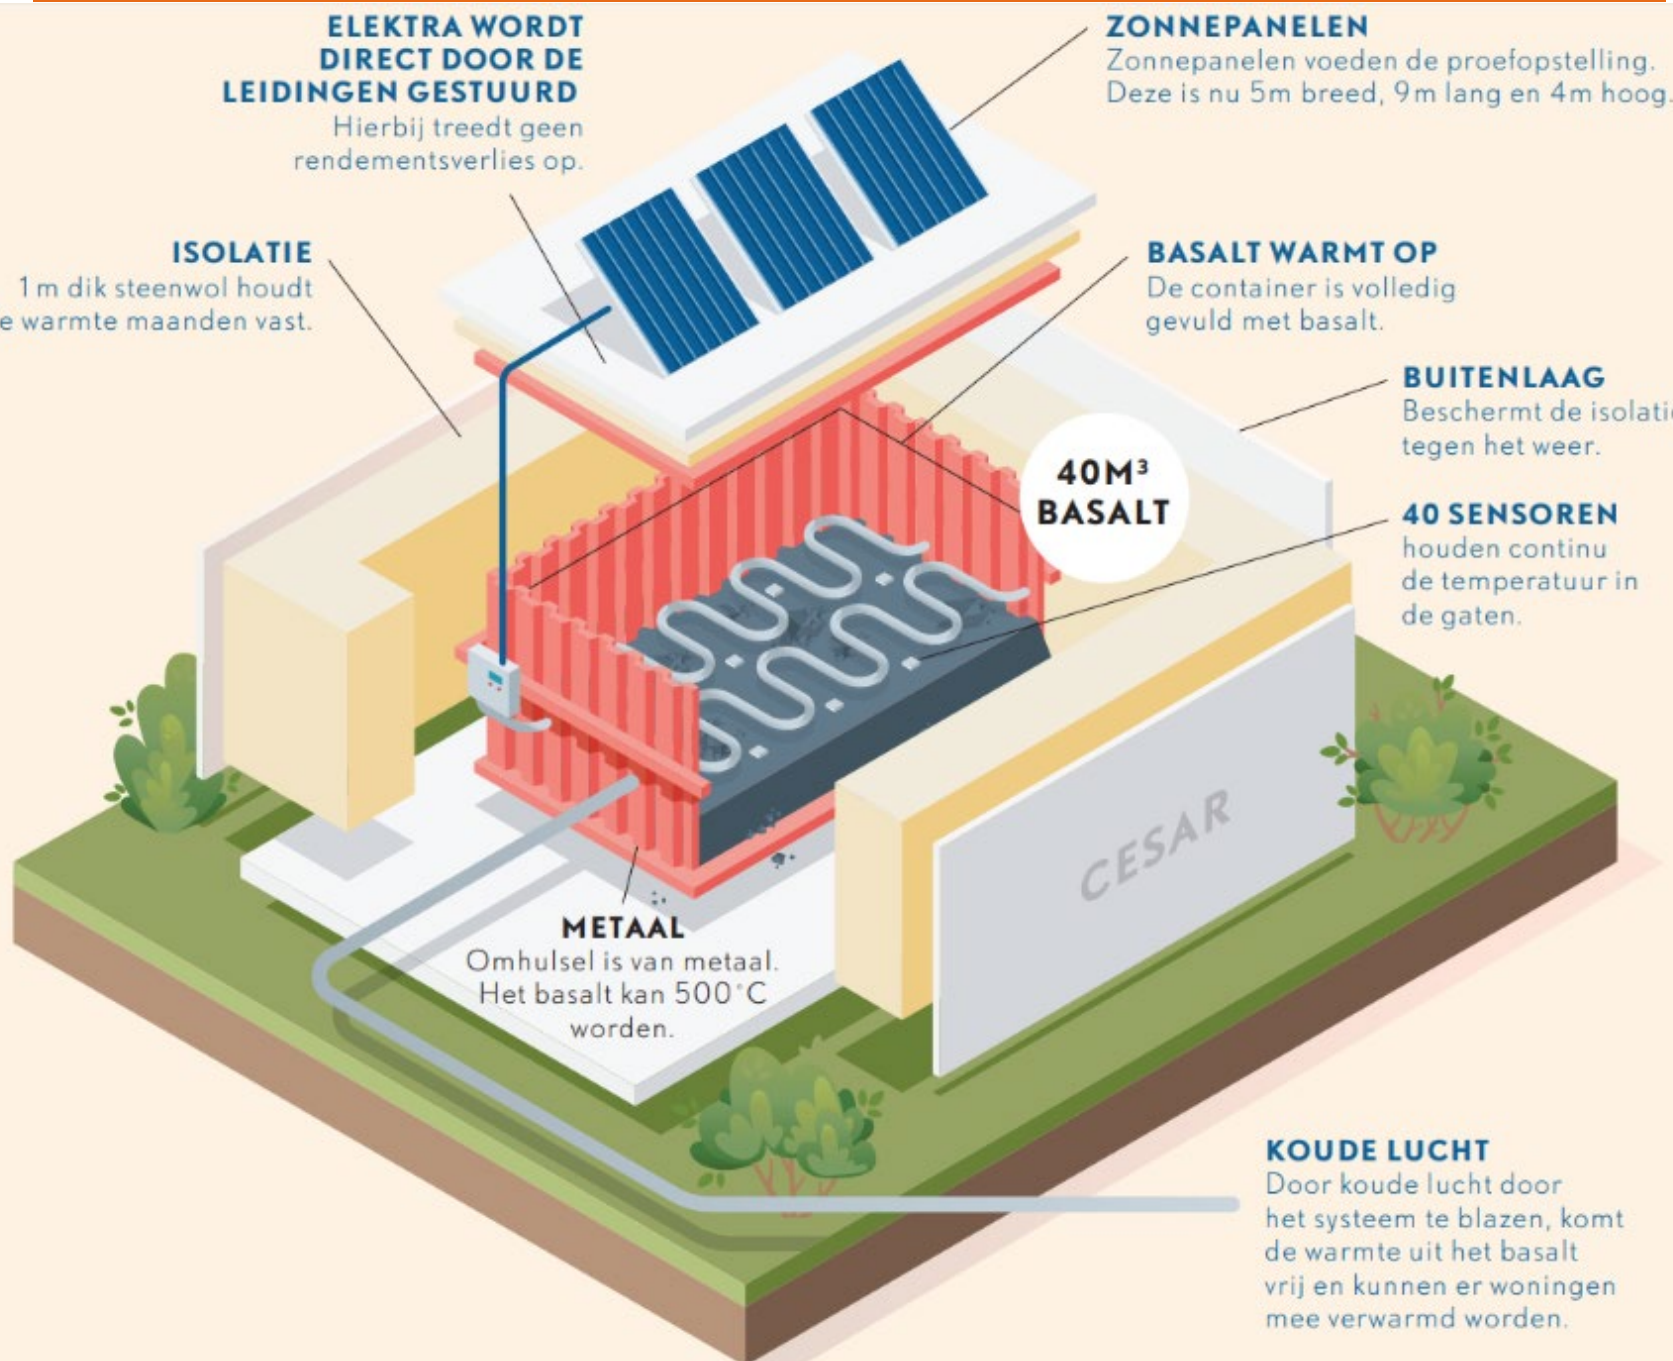 ELEKTRA WORDT
DIRECT DOOR DE
LEIDINGEN GESTUURD
Hierbij treedt geen
rendementsverlies op.
ZONNEPANELEN
Zonnepanelen voeden de proefopstelling.
Deze is nu 5m breed, 9m lang en 4m hoog.
ISOLATIE
1m dik steenwol houdt
e warmte maanden vast.
BASALT WARMT OP
De container is volledig
gevuld met basalt.
BUITENLAAG
Beschermt de isolatie
tegen het weer.
40M³
BASALT
40 SENSOREN
houden continu
de temperatuur in
de gaten.
CESAR
METAAL
Omhulsel is van metaal.
Het basalt kan 500°C
worden.
KOUDE LUCHT
Door koude lucht door
het systeem te blazen, komt
de warmte uit het basalt
vrij en kunnen er woningen
mee verwarmd worden.